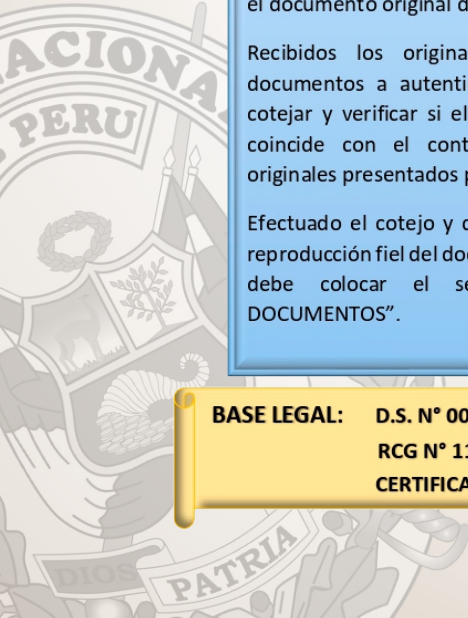 el documento original d
Recibidos los origina
documentos a autenti
cotejar y verificar si el
coincide con el cont
originales presentados p
Efectuado el cotejo y c
reproducción fiel del doc
debe colocar el se
DOCUMENTOS”.
BASE LEGAL: D.S. N° 00
RCG N° 11
CERTIFICA
NACIONA
PERU
DIOS
PATRIA